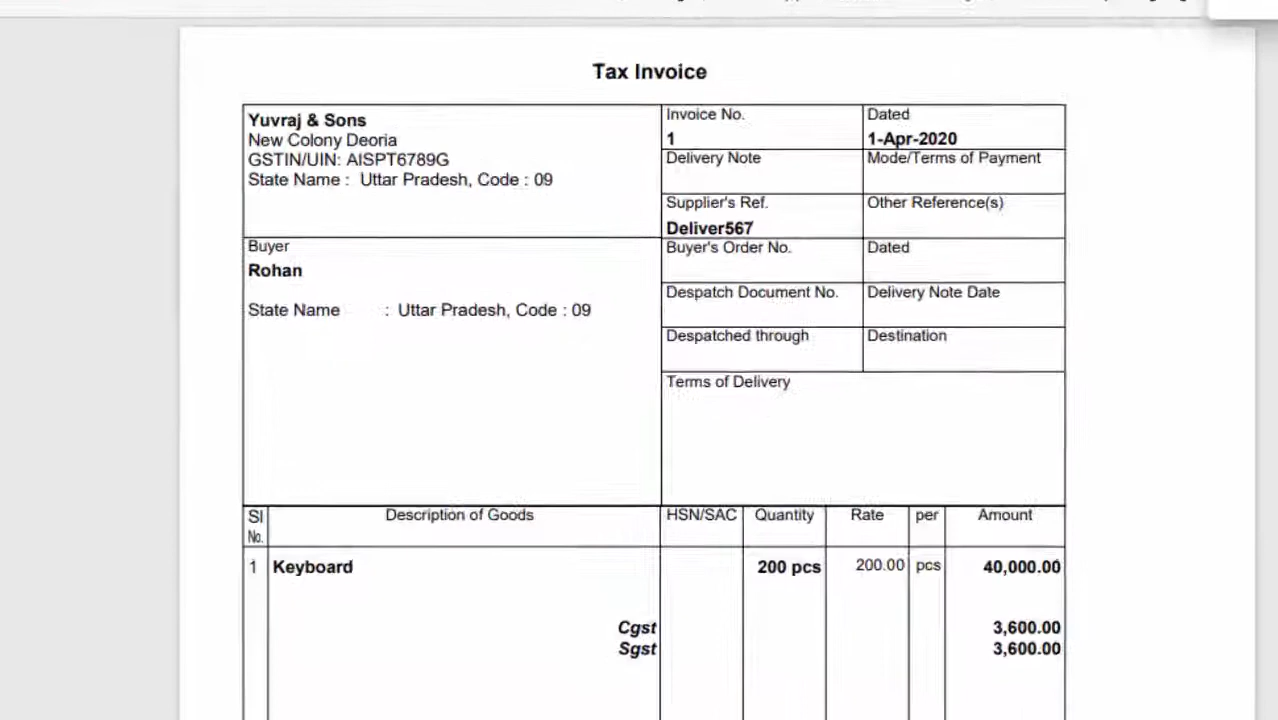 Tax Invoice
Yuvraj & Sons
New Colony Deoria
GSTIN/UIN: AISPT6789G
State Name : Uttar Pradesh, Code : 09
Invoice No.
1
Dated
1-Apr-2020
Delivery Note
Mode/Terms of Payment
Supplier's Ref.
Deliver567
Other Reference(s)
Buyer
Rohan
State Name : Uttar Pradesh, Code : 09
Buyer's Order No.
Dated
Despatch Document No.
Delivery Note Date
Despatched through
Destination
Terms of Delivery
Sl No. Description of Goods HSN/SAC Quantity Rate per Amount
1 Keyboard 200 pcs 200.00 pcs 40,000.00
Cgst 3,600.00
Sgst 3,600.00